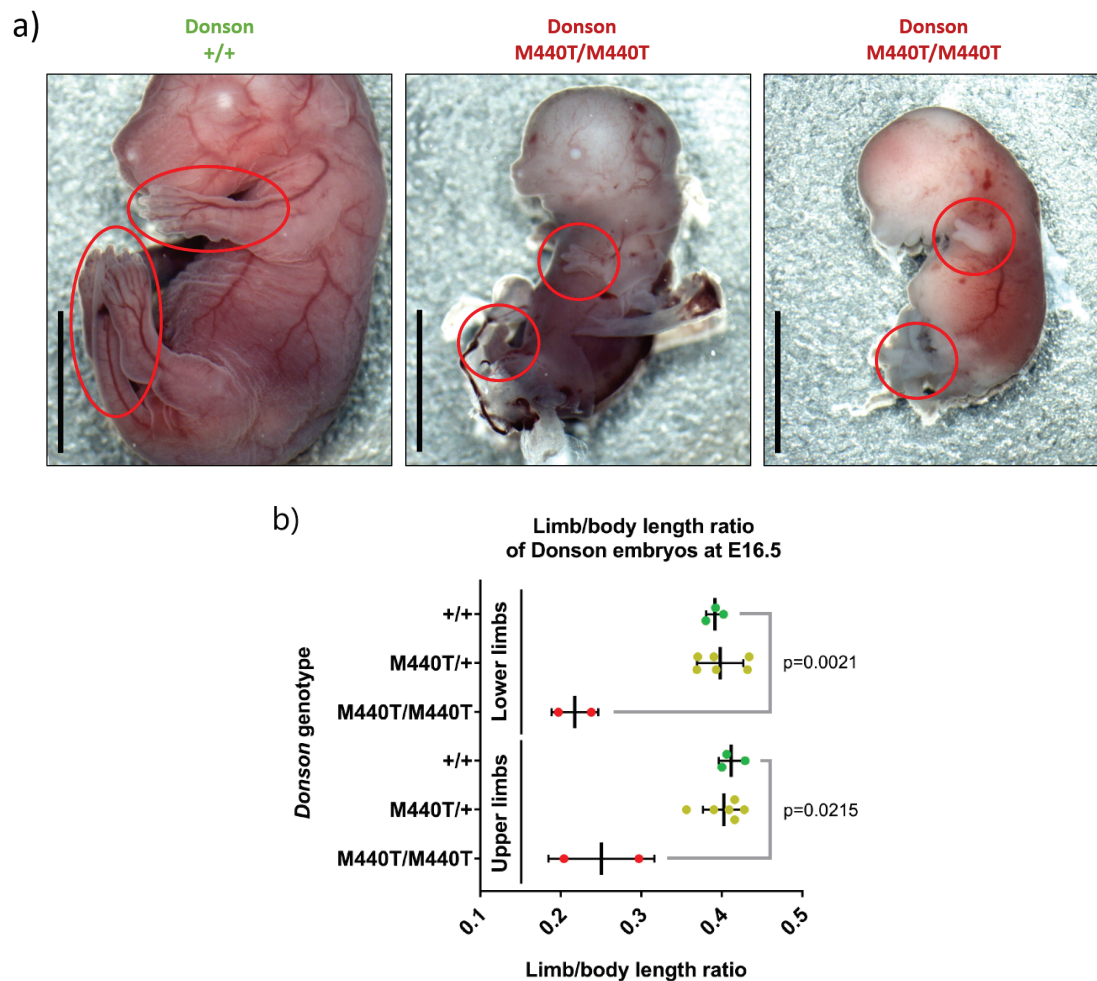 a)
Donson
+/+
Donson
M440T/M440T
Donson
M440T/M440T
b)
Limb/body length ratio
of Donson embryos at E16.5
Donson genotype
Lower limbs
+/+
M440T/+
M440T/M440T
p=0.0021
Upper limbs
+/+
M440T/+
M440T/M440T
p=0.0215
0.1
0.2
0.3
0.4
0.5
Limb/body length ratio